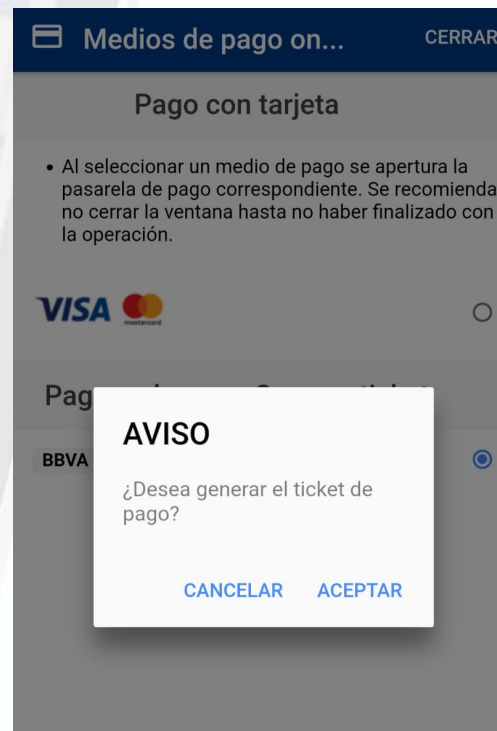 Medios de pago on...
CERRAR
Pago con tarjeta
• Al seleccionar un medio de pago se apertura la
pasarela de pago correspondiente. Se recomienda
no cerrar la ventana hasta no haber finalizado con
la operación.
VISA
mastercard
Pag
BBVA
AVISO
¿Desea generar el ticket de
pago?
CANCELAR ACEPTAR